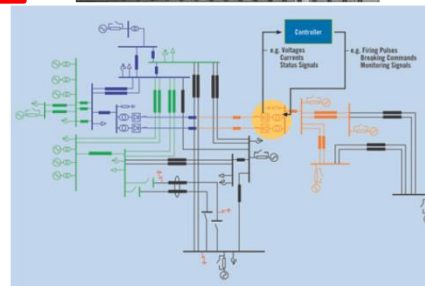 Controller
e.g. Voltages
Currents
Status Signals
e.g. Firing Pulses
Breaking Commands
Monitoring Signals